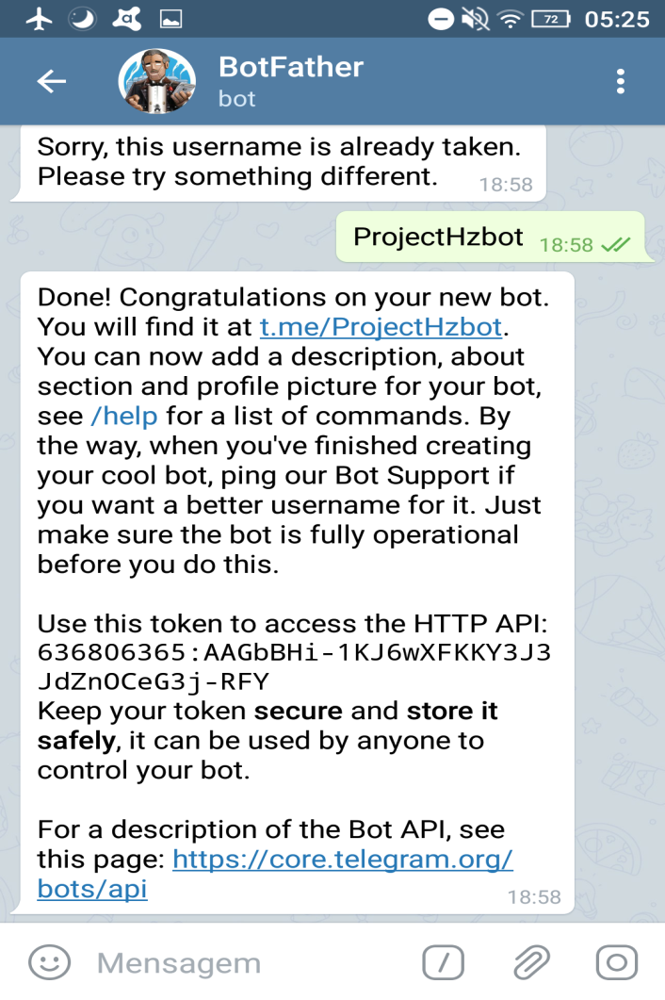 72 05:25
BotFather
bot
Sorry, this username is already taken.
Please try something different. 18:58
ProjectHzbot 18:58
Done! Congratulations on your new bot.
You will find it at t.me/ProjectHzbot.
You can now add a description, about
section and profile picture for your bot,
see /help for a list of commands. By
the way, when you've finished creating
your cool bot, ping our Bot Support if
you want a better username for it. Just
make sure the bot is fully operational
before you do this.
Use this token to access the HTTP API:
636806365:AAGbBHi-1KJ6wXFKKY3J3
JdZnOCeG3j-RFY
Keep your token secure and store it
safely, it can be used by anyone to
control your bot.
For a description of the Bot API, see
this page: https://core.telegram.org/
bots/api 18:58
Mensagem